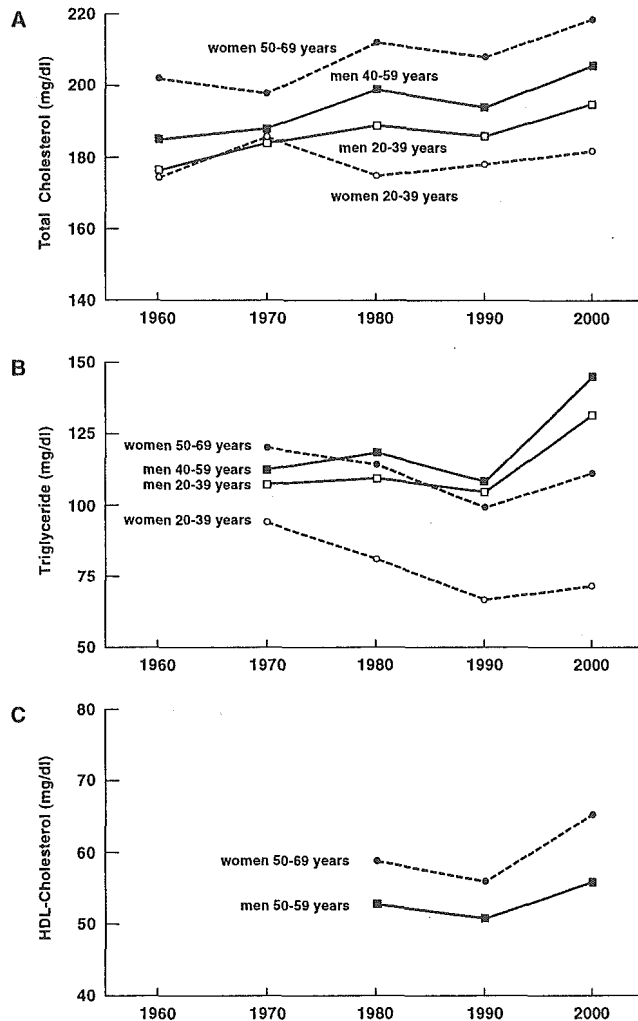 A
Total Cholesterol (mg/dl)
220
200
180
160
140
women 50-69 years
men 40-59 years
men 20-39 years
women 20-39 years
1960 1970 1980 1990 2000
B
Triglyceride (mg/dl)
150
125
100
75
50
women 50-69 years
men 40-59 years
men 20-39 years
women 20-39 years
1960 1970 1980 1990 2000
C
HDL-Cholesterol (mg/dl)
80
70
60
50
40
women 50-69 years
men 50-59 years
1960 1970 1980 1990 2000